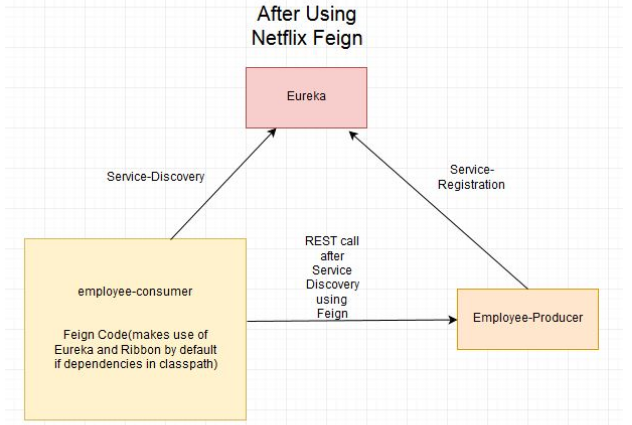 After Using
Netflix Feign
Eureka
Service-Discovery
Service-
Registration
REST call
after
Service
Discovery
using
Feign
employee-consumer
Feign Code(makes use of
Eureka and Ribbon by default
if dependencies in classpath)
Employee-Producer